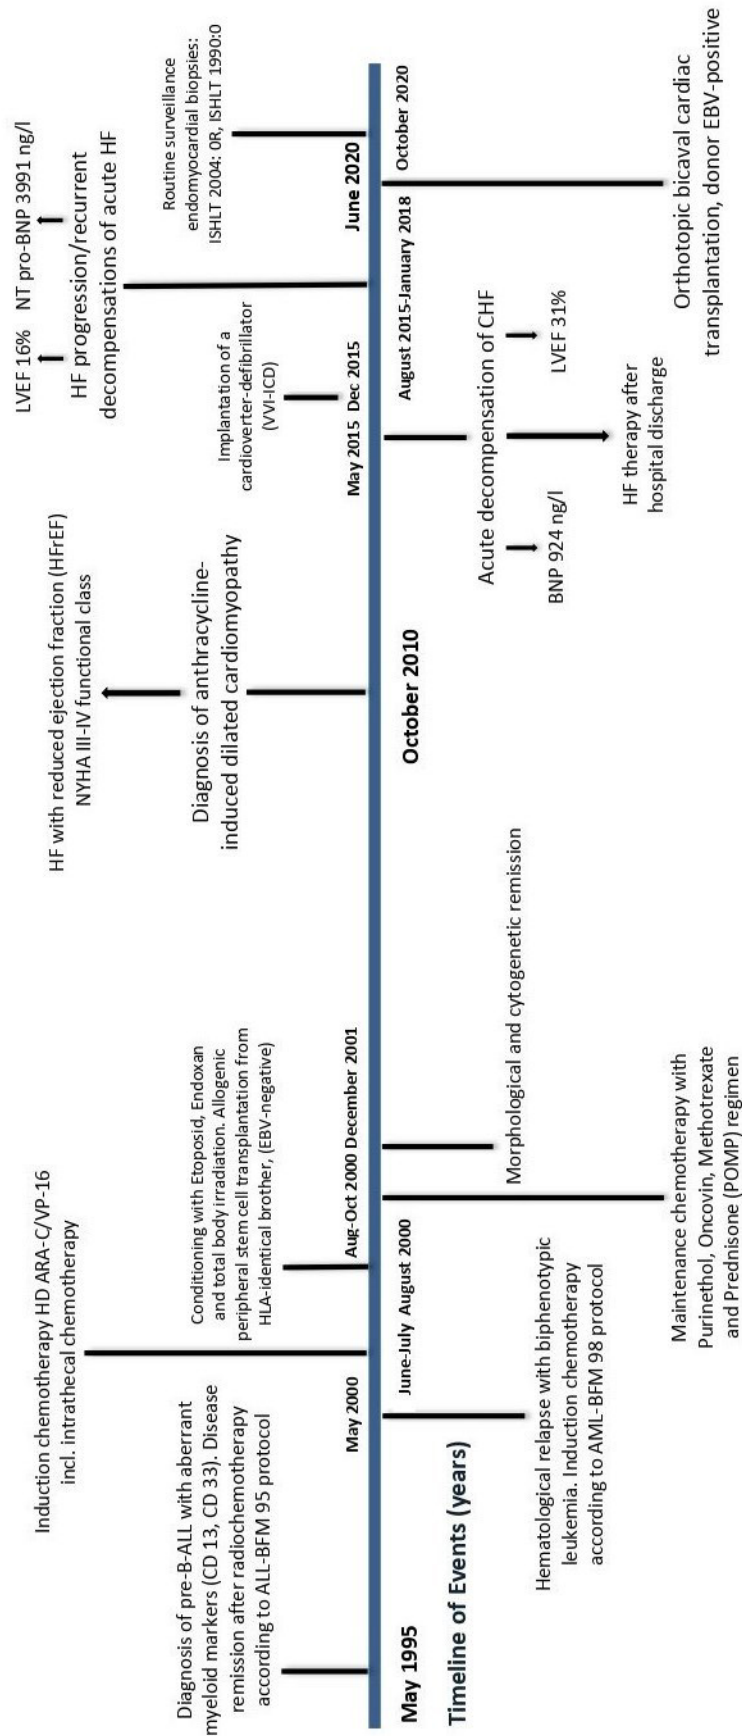 Diagnosis of pre-B-ALL with aberrant
myeloid markers (CD 13, CD 33). Disease
remission after radiochemotherapy
according to ALL-BFM 95 protocol
May 1995
Timeline of Events (years)
May 2000
Hematological relapse with biphenotypic
leukemia. Induction chemotherapy
according to AML-BFM 98 protocol
Induction chemotherapy HD ARA-C/VP-16
incl. intrathecal chemotherapy
June-July August 2000
Conditioning with Etoposid, Endoxan
and total body irradiation. Allogenic
peripheral stem cell transplantation from
HLA-identical brother, (EBV-negative)
Aug-Oct 2000 December 2001
Maintenance chemotherapy with
Purinethol, Oncovin, Methotrexate
and Prednisone (POMP) regimen
Morphological and cytogenetic remission
HF with reduced ejection fraction (HFrEF)
NYHA III-IV functional class
Diagnosis of anthracycline-
induced dilated cardiomyopathy
October 2010
May 2015 Dec 2015
Acute decompensation of CHF
BNP 924 ng/l
LVEF 31%
HF therapy after
hospital discharge
Implantation of a
cardioverter-defibrillator
(VVI-ICD)
LVEF 16% NT pro-BNP 3991 ng/l
HF progression/recurrent
decompensations of acute HF
August 2015-January 2018
June 2020
Routine surveillance
endomyocardial biopsies:
ISHLT 2004: 0R, ISHLT 1990:0
October 2020
Orthotopic bicaval cardiac
transplantation, donor EBV-positive